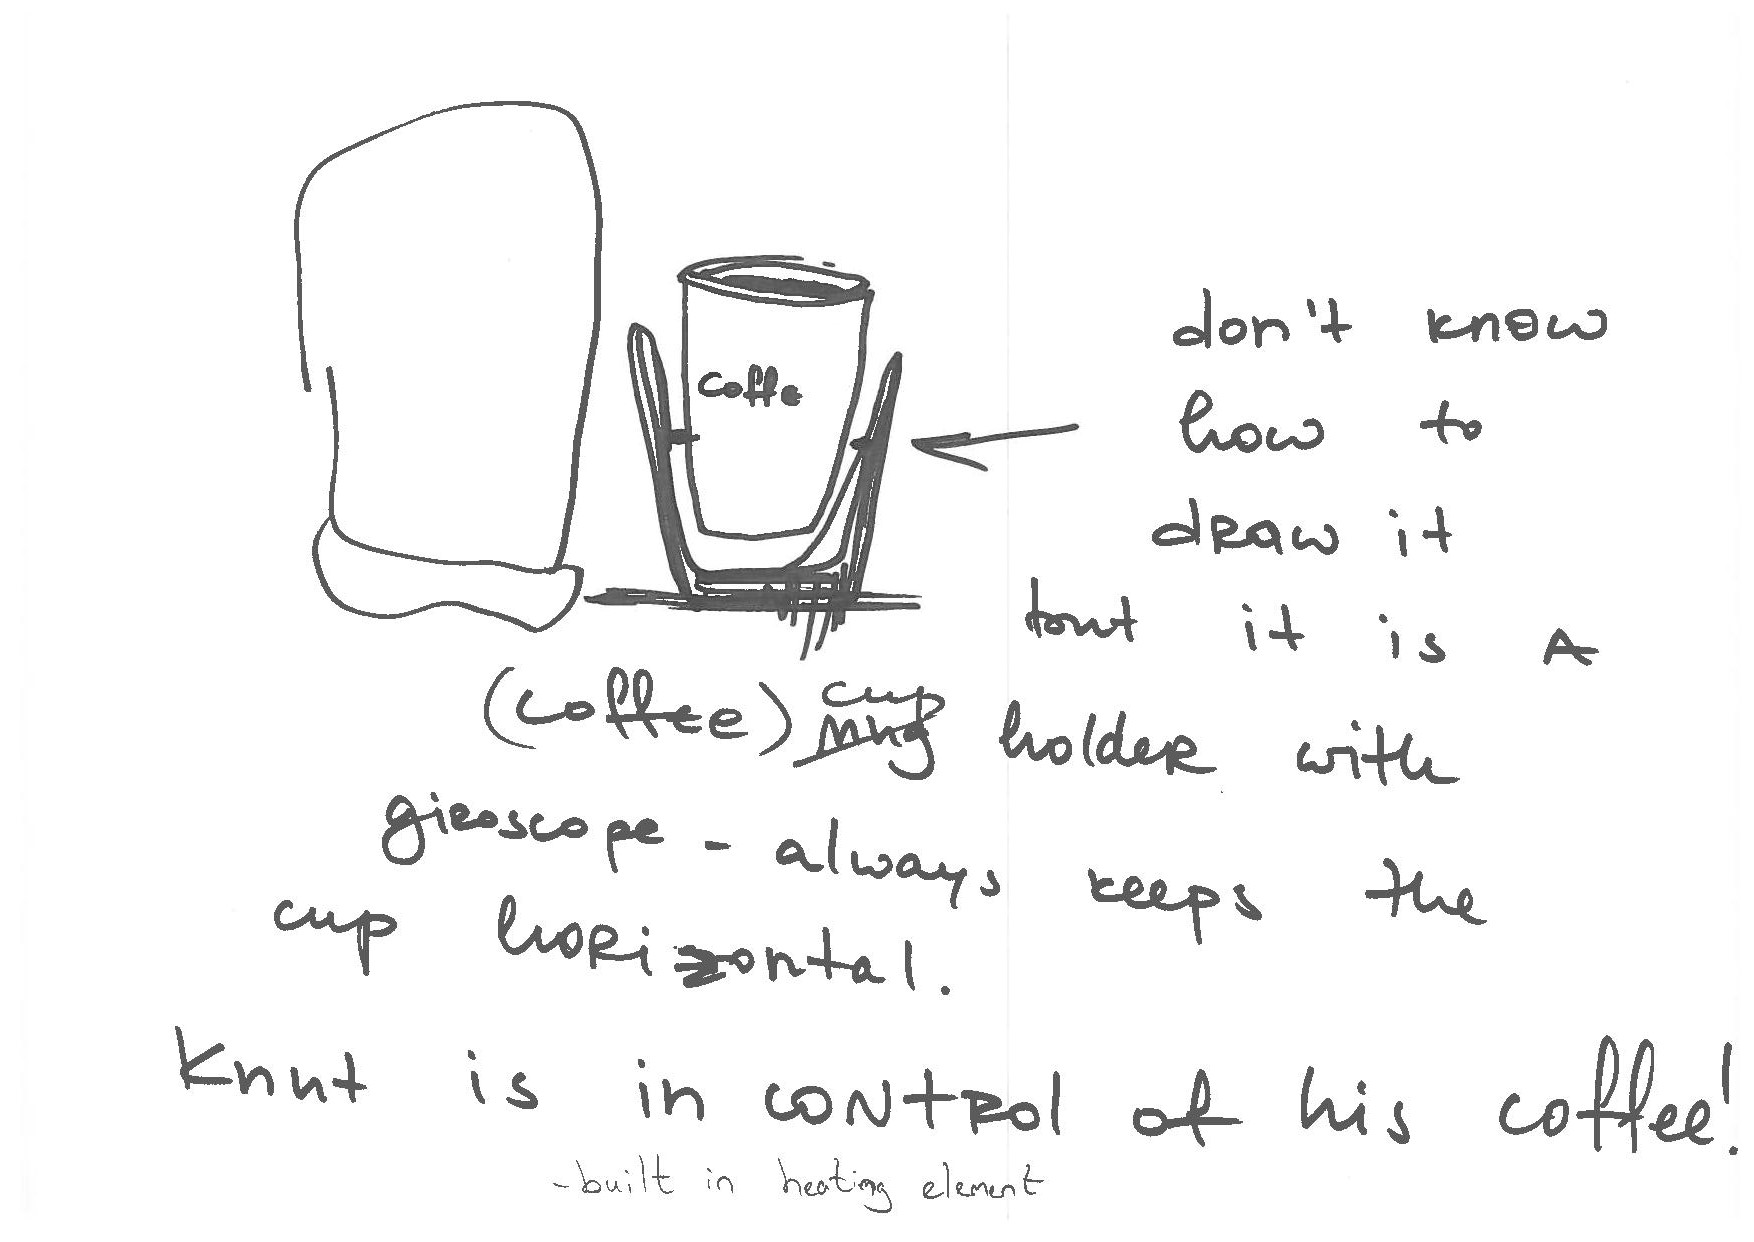 Coffe
don't know
how to
draw it
but it is a
(coffee) cup mug holder with
giroscope - always keeps the
cup horizontal.
Knut is in control of his coffee!
- built in heating element